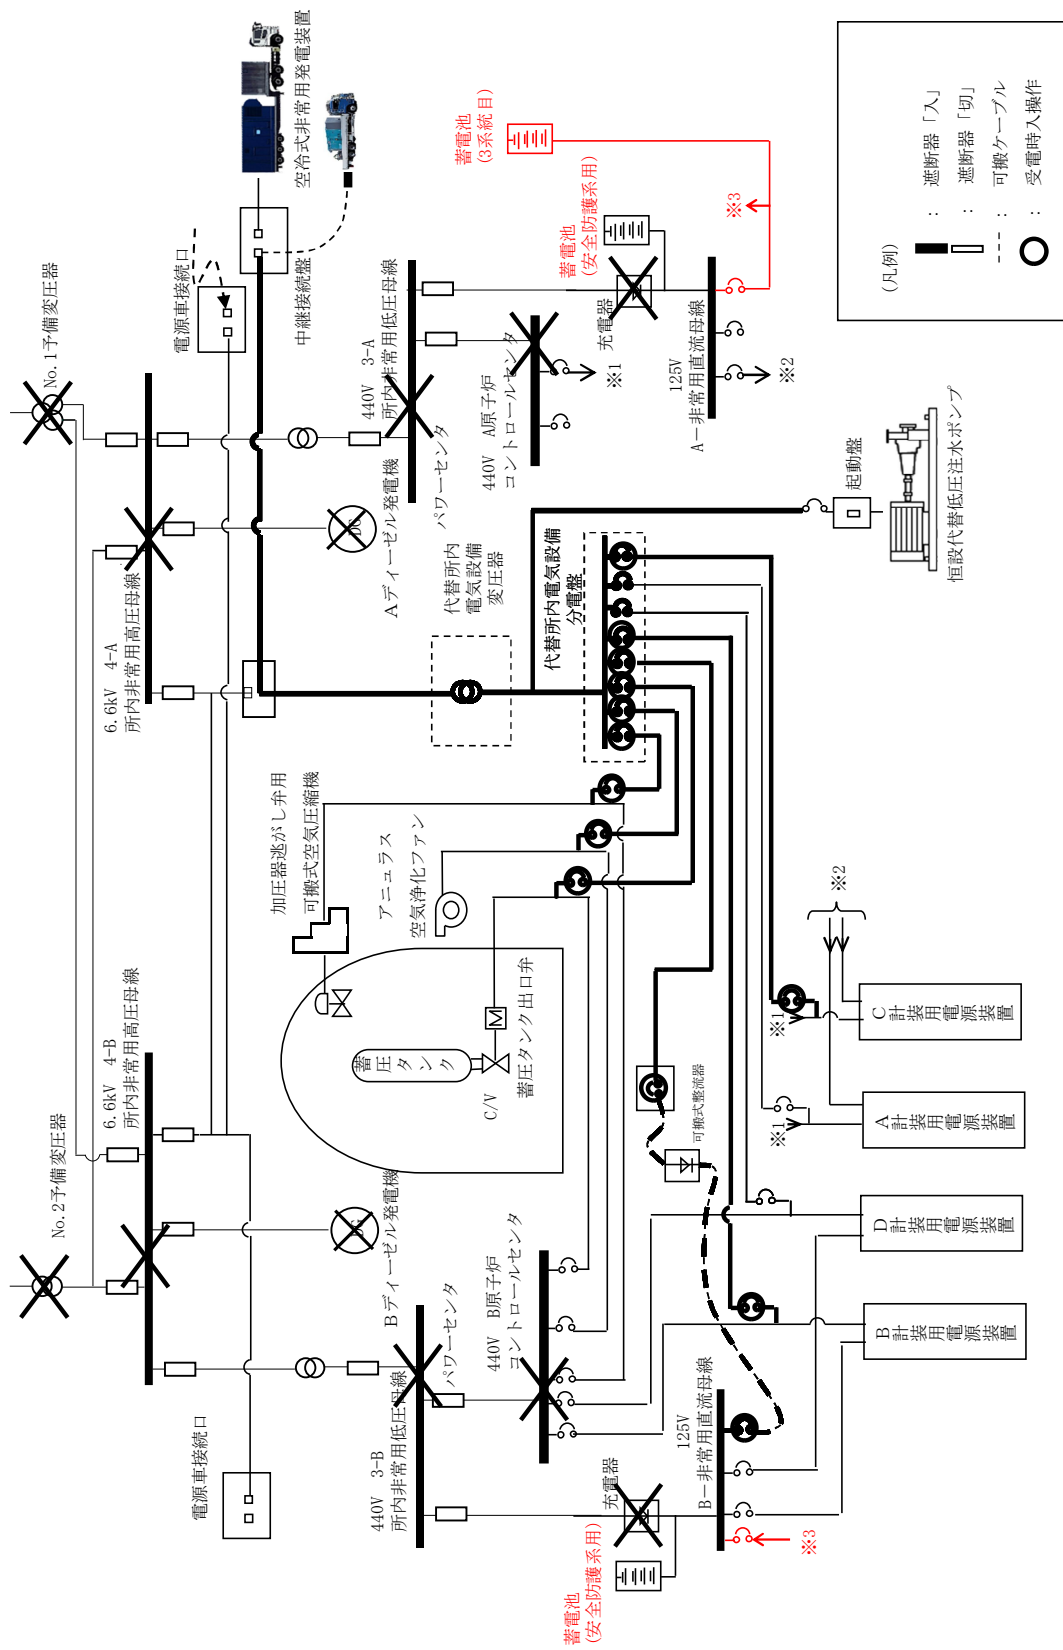 No.2予備変圧器
No.1予備変圧器
6.6kV 4-B
所内非常用高圧母線
6.6kV 4-A
所内非常用高圧母線
電源車接続口
電源車接続口
空冷式非常用発電装置
中継接続盤
DG
Bディーゼル発電機
DG
Aディーゼル発電機
加圧器逃がし弁用
可搬式空気圧縮機
アニュラス
空気浄化ファン
蓄圧
タンク
M
蓄圧タンク出口弁
C/V
代替所内
電気設備
変圧器
代替所内電気設備
分電盤
440V 3-B
所内非常用低圧母線
パワーセンタ
440V 3-A
所内非常用低圧母線
パワーセンタ
440V B原子炉
コントロールセンタ
440V A原子炉
コントロールセンタ
※1
蓄電池
(安全防護系用)
充電器
蓄電池
(安全防護系用)
充電器
蓄電池
(3系統目)
※3
125V
B－非常用直流母線
※3
125V
A－非常用直流母線
※2
可搬式整流器
起動盤
恒設代替低圧注水ポンプ
B
計装用
電源装置
D
計装用
電源装置
※1
A
計装用
電源装置
※1
※2
C
計装用
電源装置
(凡例)
： 遮断器「入」
： 遮断器「切」
： 可搬ケーブル
： 受電時入操作